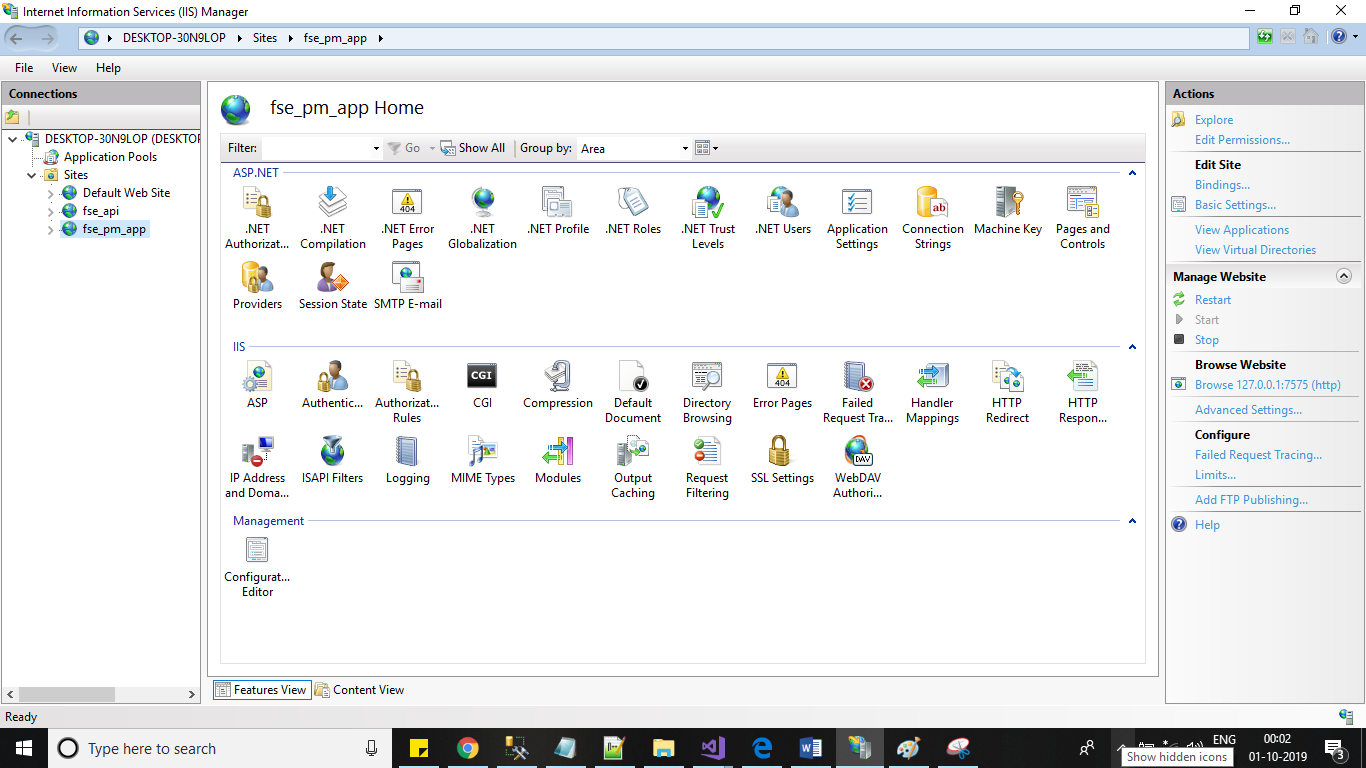 Internet Information Services (IIS) Manager
DESKTOP-30N9LOP
Sites
fse_pm_app
File
View
Help
Connections
DESKTOP-30N9LOP (DESKTOP
Application Pools
Sites
Default Web Site
fse_api
fse_pm_app
fse_pm_app Home
Filter:
Go
Show All
Group by:
Area
ASP.NET
.NET Authorizat...
.NET Compilation
.NET Error Pages
.NET Globalization
.NET Profile
.NET Roles
.NET Trust Levels
.NET Users
Application Settings
Connection Strings
Machine Key
Pages and Controls
Providers
Session State
SMTP E-mail
IIS
ASP
Authentic...
Authorizat... Rules
CGI
Compression
Default Document
Directory Browsing
Error Pages
Failed Request Tra...
Handler Mappings
HTTP Redirect
HTTP Respon...
IP Address and Doma...
ISAPI Filters
Logging
MIME Types
Modules
Output Caching
Request Filtering
SSL Settings
WebDAV Authori...
Management
Configurat... Editor
Features View
Content View
Actions
Explore
Edit Permissions...
Edit Site
Bindings...
Basic Settings...
View Applications
View Virtual Directories
Manage Website
Restart
Start
Stop
Browse Website
Browse 127.0.0.1:7575 (http)
Advanced Settings...
Configure
Failed Request Tracing...
Limits...
Add FTP Publishing...
Help
Ready
Type here to search
ENG
00:02
01-10-2019
3
Show hidden icons